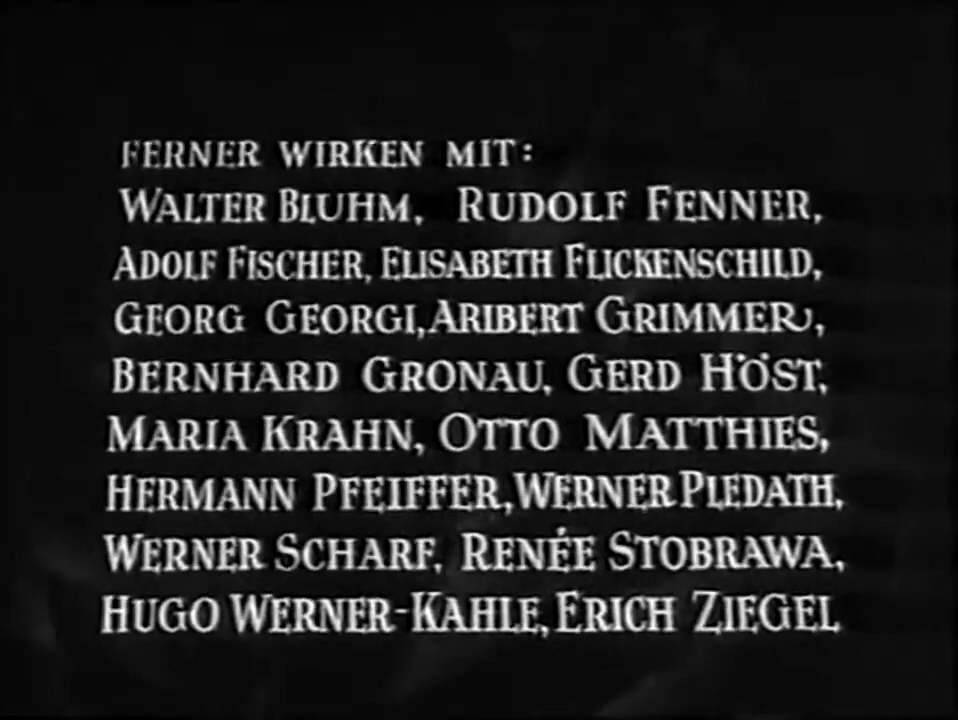 FERNER WIRKEN MIT:
WALTER BLUHM, RUDOLF FENNER,
ADOLF FISCHER, ELISABETH FLICKENSCHILD,
GEORG GEORGI, ARIBERT GRIMMER,
BERNHARD GRONAU, GERD HÖST,
MARIA KRAHN, OTTO MATTHIES,
HERMANN PFEIFFER, WERNER PLEDATH,
WERNER SCHARF, RENÉE STOBRAWA,
HUGO WERNER-KAHLE, ERICH ZIEGEL